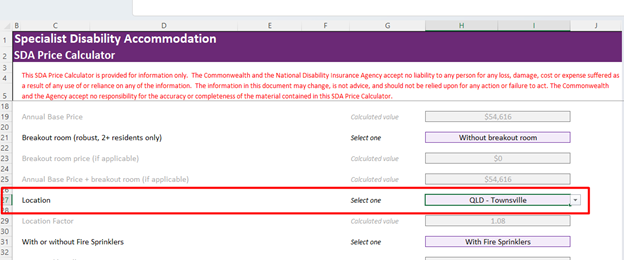 B C D E F G H I J
1 Specialist Disability Accommodation
2 SDA Price Calculator
3
4 This SDA Price Calculator is provided for information only. The Commonwealth and the National Disability Insurance Agency accept no liability to any person for any loss, damage, cost or expense suffered as
a result of any use of or reliance on any of the information. The information in this document may change, is not advice, and should not be relied upon for any action or failure to act. The Commonwealth
5 and the Agency accept no responsibility for the accuracy or completeness of the material contained in this SDA Price Calculator.
18
19 Annual Base Price Calculated value $54,616
20
21 Breakout room (robust, 2+ residents only) Select one Without breakout room
22
23 Breakout room price (if applicable) Calculated value $0
24
25 Annual Base Price + breakout room (if applicable) Calculated value $54,616
27 Location Select one QLD - Townsville
29 Location Factor Calculated value 1.08
30
31 With or without Fire Sprinklers Select one With Fire Sprinklers
32